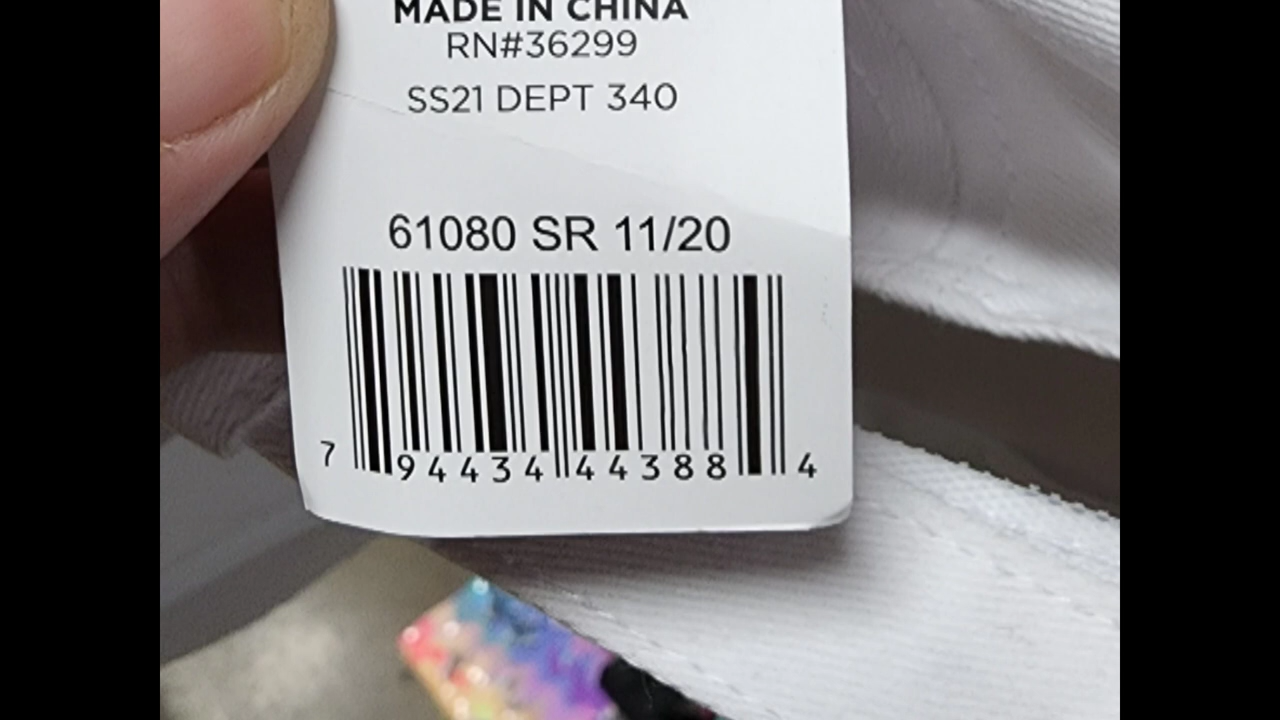 MADE IN CHINA
RN#36299
SS21 DEPT 340
61080 SR 11/20
7 94434 44388 4